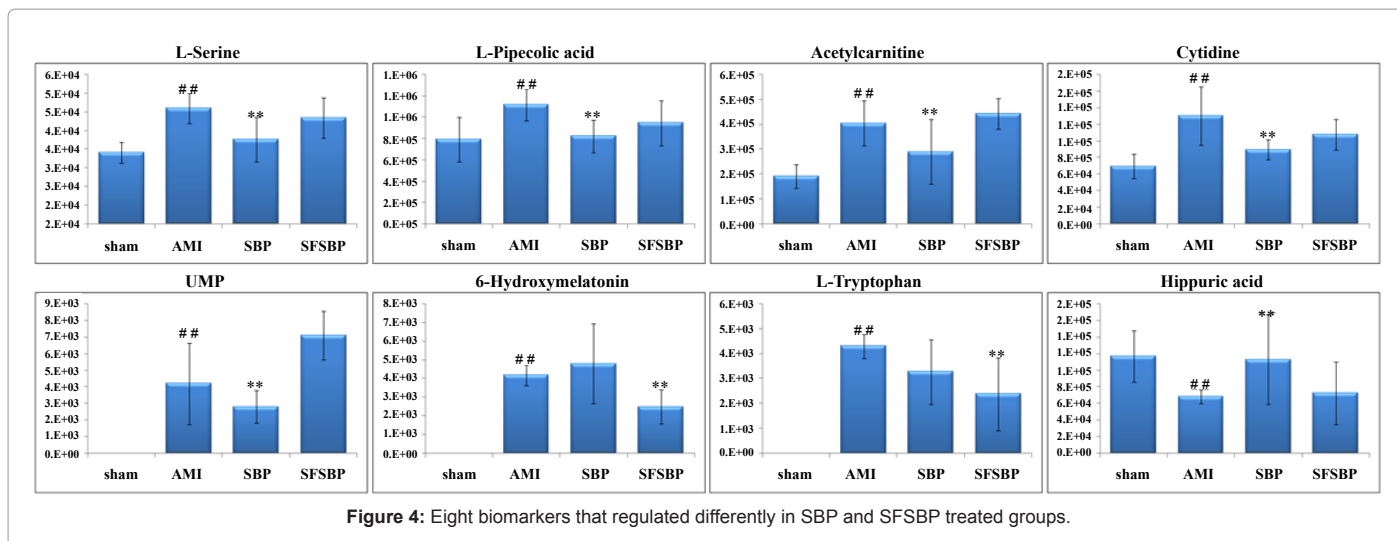 L-Serine
6.E+04
5.E+04
5.E+04
4.E+04
4.E+04
3.E+04
3.E+04
2.E+04
2.E+04
##
**
sham AMI SBP SFSBP
L-Pipecolic acid
1.E+06
1.E+06
1.E+06
8.E+05
6.E+05
4.E+05
2.E+05
0.E+05
##
**
sham AMI SBP SFSBP
Acetylcarnitine
6.E+05
5.E+05
4.E+05
3.E+05
2.E+05
1.E+05
0.E+00
##
**
sham AMI SBP SFSBP
Cytidine
2.E+05
2.E+05
1.E+05
1.E+05
1.E+05
8.E+04
6.E+04
4.E+04
2.E+04
0.E+00
##
**
sham AMI SBP SFSBP
UMP
9.E+03
8.E+03
7.E+03
6.E+03
5.E+03
4.E+03
3.E+03
2.E+03
1.E+03
0.E+00
##
**
sham AMI SBP SFSBP
6-Hydroxymelatonin
8.E+03
7.E+03
6.E+03
5.E+03
4.E+03
3.E+03
2.E+03
1.E+03
0.E+00
##
**
sham AMI SBP SFSBP
L-Tryptophan
6.E+03
5.E+03
4.E+03
3.E+03
2.E+03
1.E+03
0.E+00
##
**
sham AMI SBP SFSBP
Hippuric acid
2.E+05
2.E+05
1.E+05
1.E+05
1.E+05
8.E+04
6.E+04
4.E+04
2.E+04
0.E+00
##
**
sham AMI SBP SFSBP
Figure 4: Eight biomarkers that regulated differently in SBP and SFSBP treated groups.